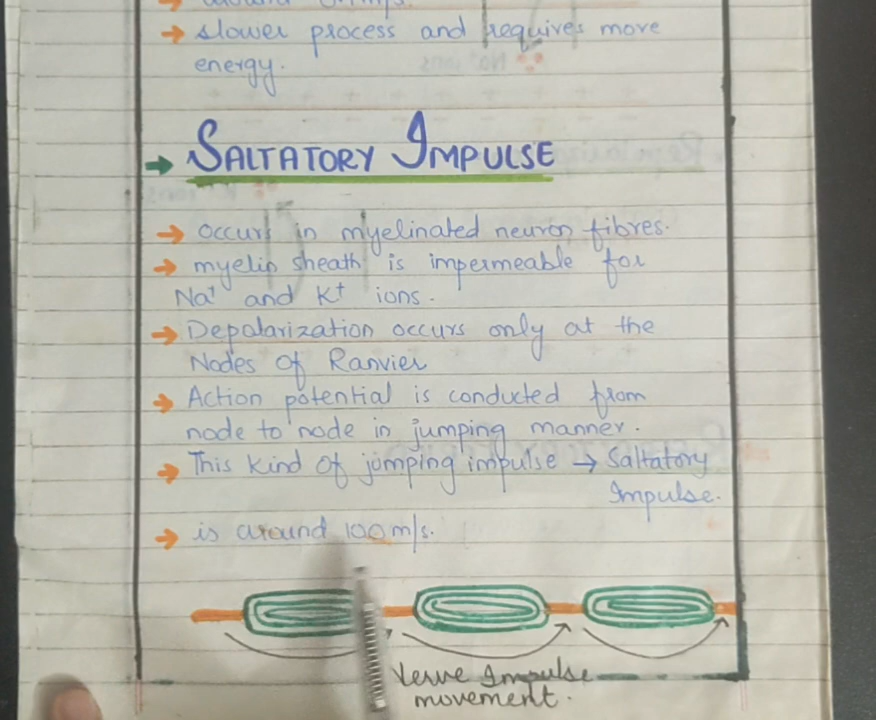 → slower process and requires more
energy.
→ SALTATORY IMPULSE
→ occurs in myelinated neuron fibres.
→ myelin sheath is impermeable for
Na⁺ and K⁺ ions.
→ Depolarization occurs only at the
Nodes of Ranvier
→ Action potential is conducted from
node to node in jumping manner.
→ This kind of jumping impulse → Saltatory
Impulse.
→ is around 100m/s.
Nerve Impulse
movement.